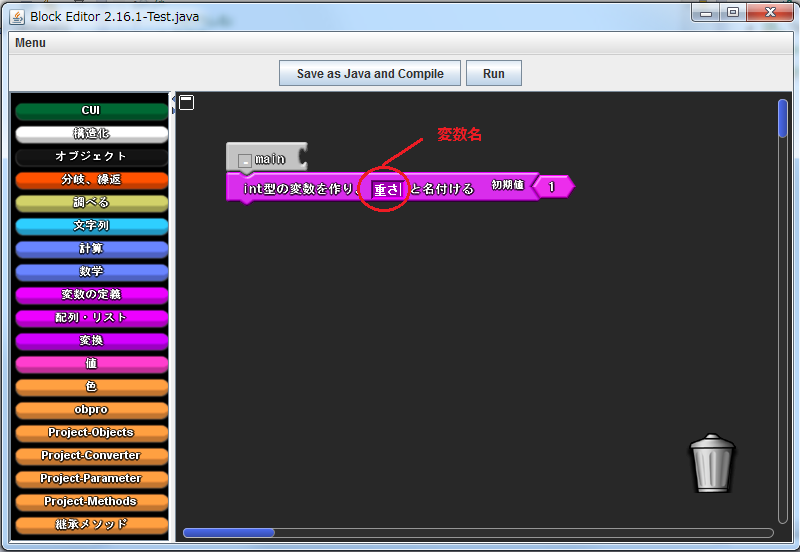 Block Editor 2.16.1-Test.java
Menu
Save as Java and Compile Run
CUI
構造化
オブジェクト
分岐、繰返
調べる
文字列
計算
数学
変数の定義
配列・リスト
変換
値
色
obpro
Project-Objects
Project-Converter
Project-Parameter
Project-Methods
継承メソッド
変数名
main
int型の変数を作り、重さと名付ける 初期値 1